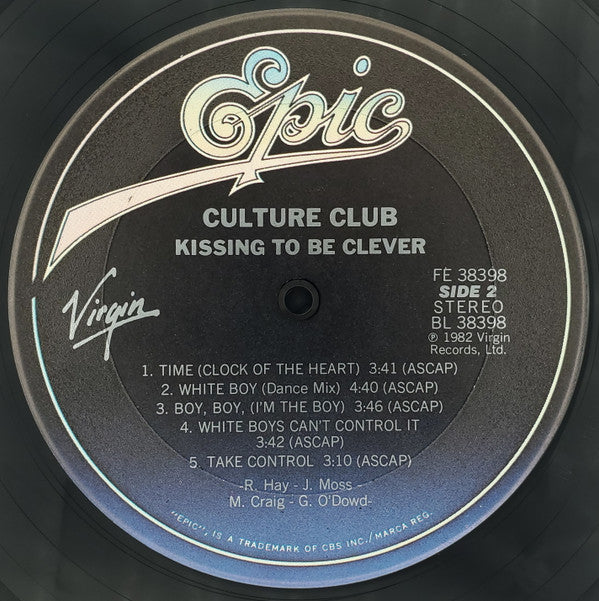 Epic
CULTURE CLUB
KISSING TO BE CLEVER
FE 38398
SIDE 2
STEREO
BL 38398
℗ 1982 Virgin
Records, Ltd.
Virgin
1. TIME (CLOCK OF THE HEART) 3:41 (ASCAP)
2. WHITE BOY (Dance Mix) 4:40 (ASCAP)
3. BOY, BOY, (I'M THE BOY) 3:46 (ASCAP)
4. WHITE BOYS CAN'T CONTROL IT
3:42 (ASCAP)
5. TAKE CONTROL 3:10 (ASCAP)
-R. Hay - J. Moss -
M. Craig - G. O'Dowd-
"EPIC", IS A TRADEMARK OF CBS INC./MARCA REG.